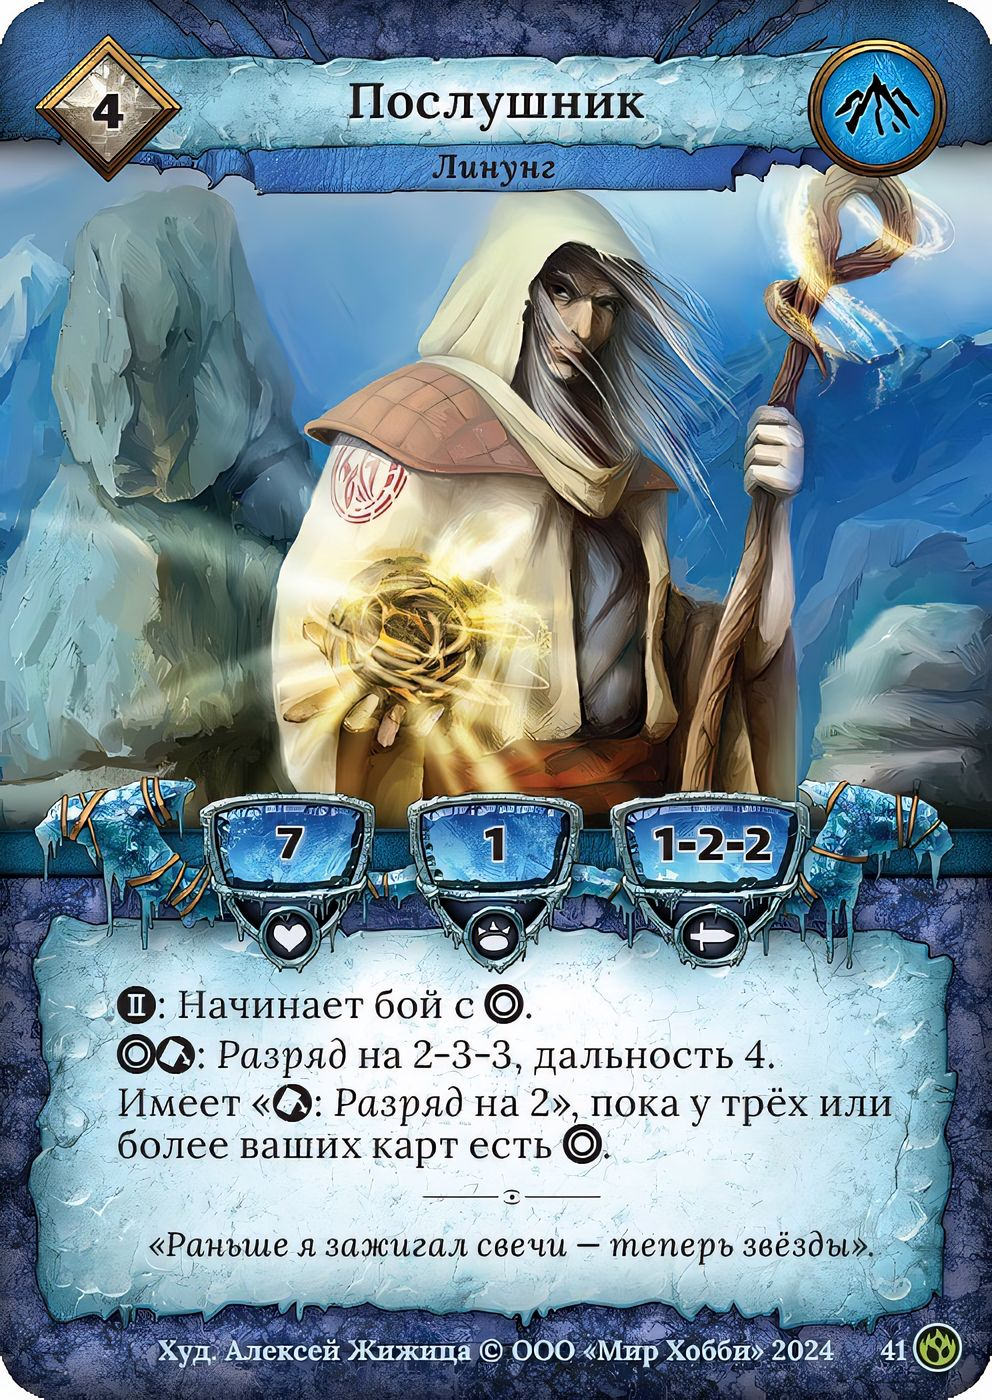 4
Послушник
Линунг
7
1
1-2-2
II: Начинает бой с .
: Разряд на 2-3-3, дальность 4.
Имеет «: Разряд на 2», пока у трёх или
более ваших карт есть .
«Раньше я зажигал свечи — теперь звёзды».
Худ. Алексей Жижица © ООО «Мир Хобби» 2024 41